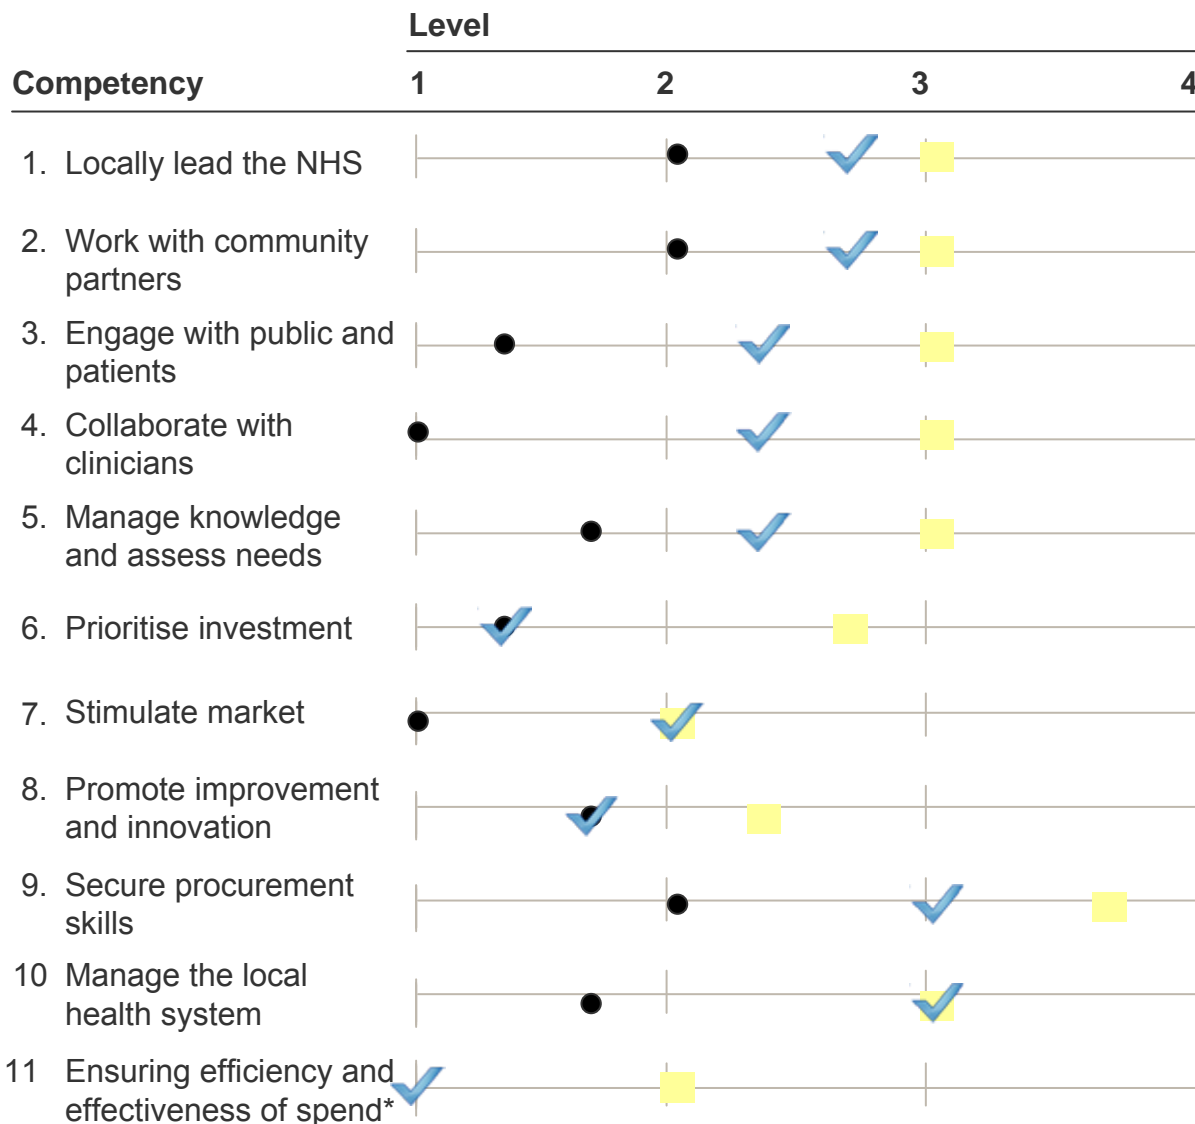 Level
Competency 1 2 3 4
1. Locally lead the NHS
2. Work with community
partners
3. Engage with public and
patients
4. Collaborate with
clinicians
5. Manage knowledge
and assess needs
6. Prioritise investment
7. Stimulate market
8. Promote improvement
and innovation
9. Secure procurement
skills
10 Manage the local
health system
11 Ensuring efficiency and
effectiveness of spend*